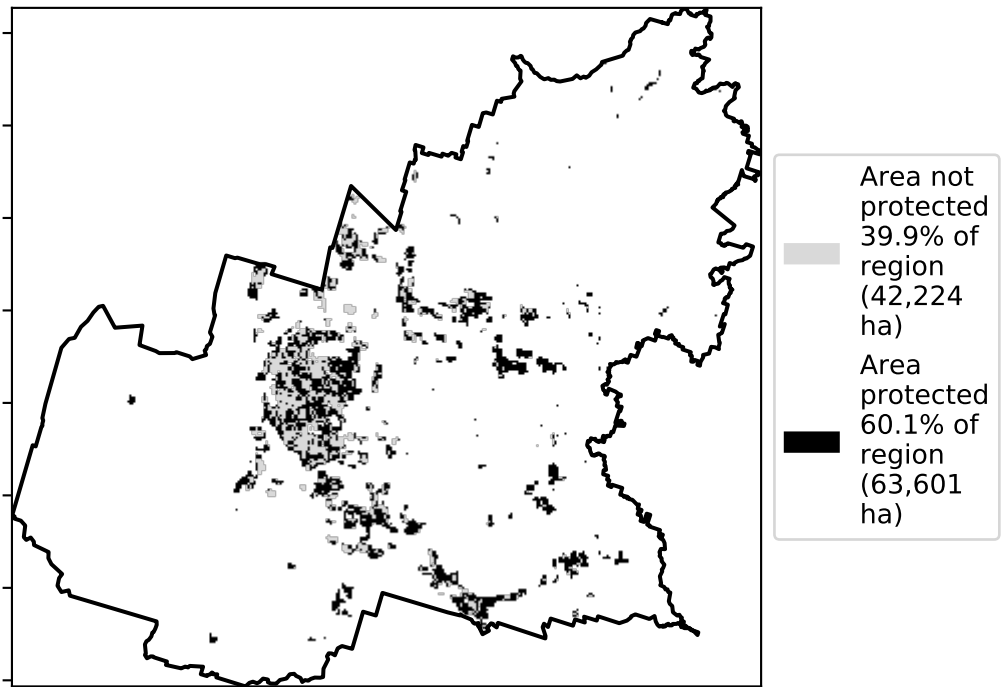 Area not
protected
39.9% of
region
(42,224
ha)
Area
protected
60.1% of
region
(63,601
ha)